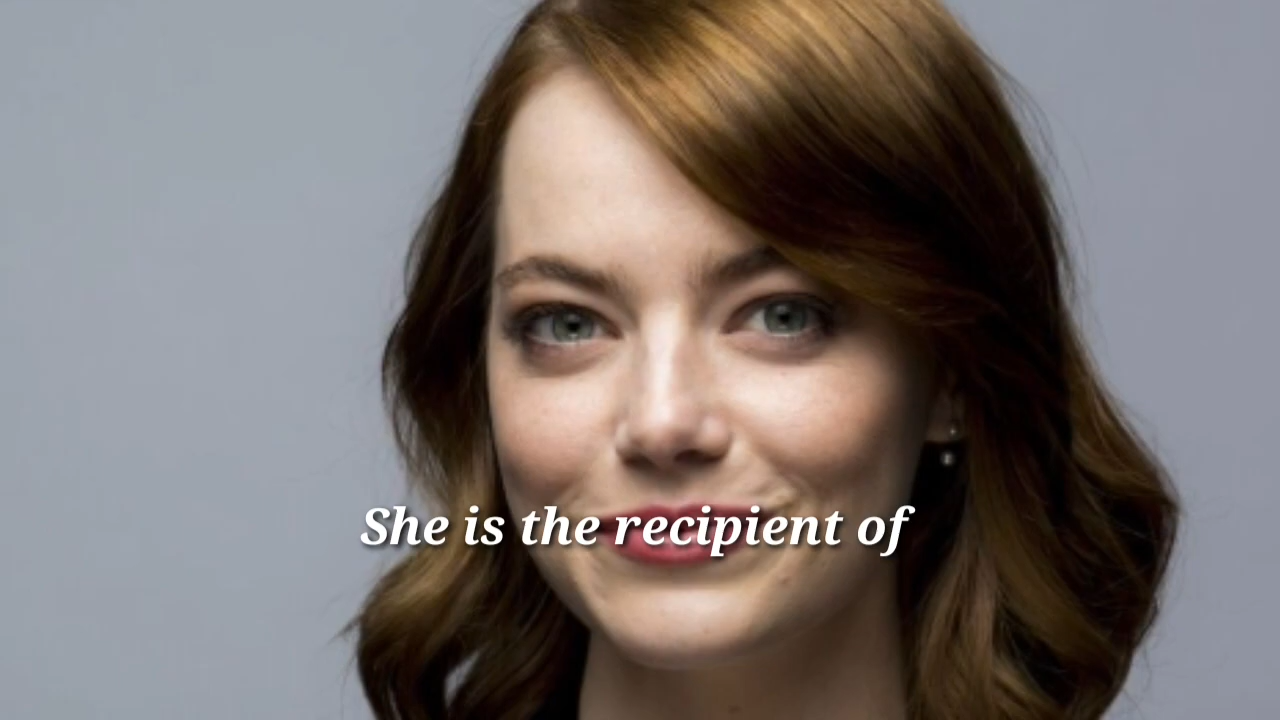 She is the recipient of